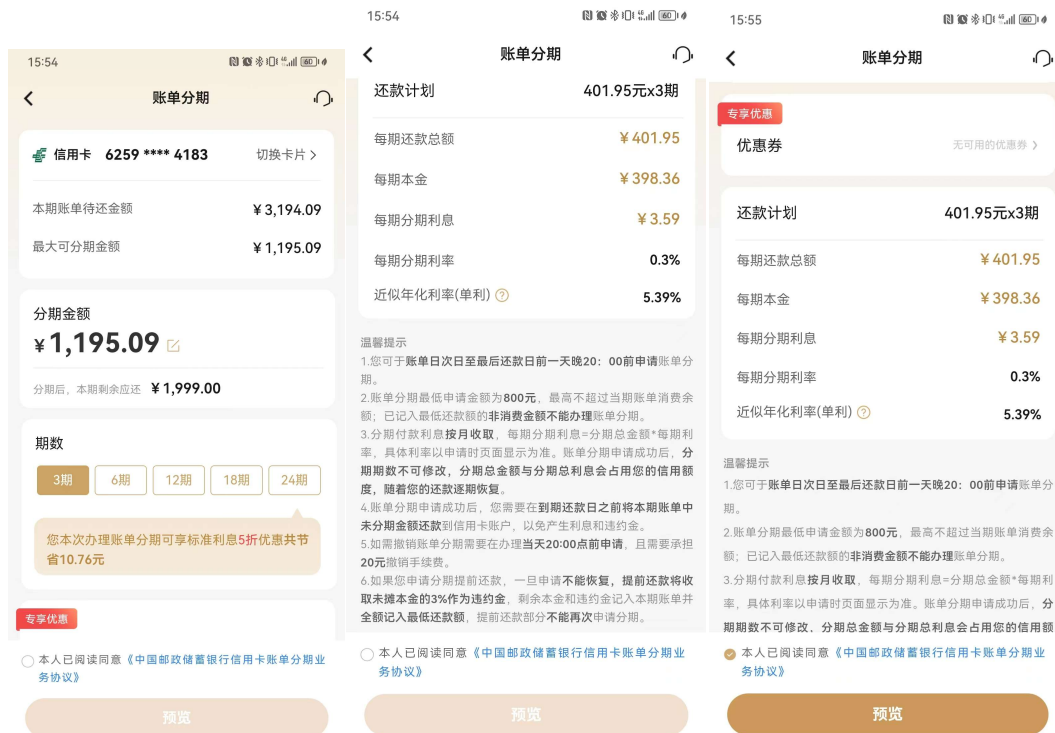 15:54
账单分期
信用卡 6259 **** 4183 切换卡片
本期账单待还金额 ¥3,194.09
最大可分期金额 ¥1,195.09
分期金额
¥1,195.09
分期后，本期剩余应还 ¥1,999.00
期数
3期 6期 12期 18期 24期
您本次办理账单分期可享标准利息5折优惠共节
省10.76元
专享优惠
本人已阅读同意《中国邮政储蓄银行信用卡账单分期业
务协议》
预览
15:54
账单分期
还款计划 401.95元x3期
每期还款总额 ¥401.95
每期本金 ¥398.36
每期分期利息 ¥3.59
每期分期利率 0.3%
近似年化利率(单利) 5.39%
温馨提示
1.您可于账单日次日至最后还款日前一天晚20：00前申请账单分
期。
2.账单分期最低申请金额为800元，最高不超过当期账单消费余
额；已记入最低还款额的非消费金额不能办理账单分期。
3.分期付款利息按月收取，每期分期利息=分期总金额*每期利
率，具体利率以申请时页面显示为准。账单分期申请成功后，分
期期数不可修改，分期总金额与分期总利息会占用您的信用额
度，随着您的还款逐期恢复。
4.账单分期申请成功后，您需要在到期还款日之前将本期账单中
未分期金额还款到信用卡账户，以免产生利息和违约金。
5.如需撤销账单分期需要在办理当天20:00点前申请，且需要承担
20元撤销手续费。
6.如果您申请分期提前还款，一旦申请不能恢复，提前还款将收
取未摊本金的3%作为违约金，剩余本金和违约金记入本期账单并
全额记入最低还款额，提前还款部分不能再次申请分期。
本人已阅读同意《中国邮政储蓄银行信用卡账单分期业
务协议》
预览
15:55
账单分期
专享优惠
优惠券 无可用的优惠券
还款计划 401.95元x3期
每期还款总额 ¥401.95
每期本金 ¥398.36
每期分期利息 ¥3.59
每期分期利率 0.3%
近似年化利率(单利) 5.39%
温馨提示
1.您可于账单日次日至最后还款日前一天晚20：00前申请账单分
期。
2.账单分期最低申请金额为800元，最高不超过当期账单消费余
额；已记入最低还款额的非消费金额不能办理账单分期。
3.分期付款利息按月收取，每期分期利息=分期总金额*每期利
率，具体利率以申请时页面显示为准。账单分期申请成功后，分
期期数不可修改，分期总金额与分期总利息会占用您的信用额
本人已阅读同意《中国邮政储蓄银行信用卡账单分期业
务协议》
预览